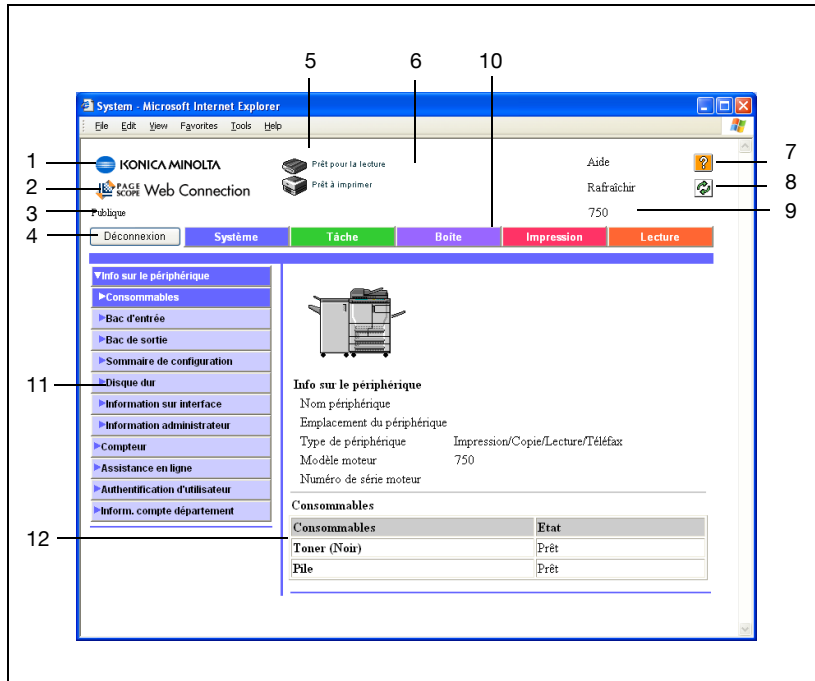 5 6 10
System - Microsoft Internet Explorer
File Edit View Favorites Tools Help
1 KONICA MINOLTA Prêt pour la lecture Aide ? 7
2 PAGE SCOPE Web Connection Prêt à imprimer Rafraîchir 8
3 Publique 750 9
4 Déconnexion Système Tâche Boîte Impression Lecture
Info sur le périphérique
Consommables
Bac d'entrée
Bac de sortie
Sommaire de configuration
11 Disque dur
Information sur interface
Information administrateur
Compteur
Assistance en ligne
Authentification d'utilisateur
Inform. compte département
Info sur le périphérique
Nom périphérique
Emplacement du périphérique
Type de périphérique Impression/Copie/Lecture/Téléfax
Modèle moteur 750
Numéro de série moteur
Consommables
12 Consommables Etat
Toner (Noir) Prêt
Pile Prêt